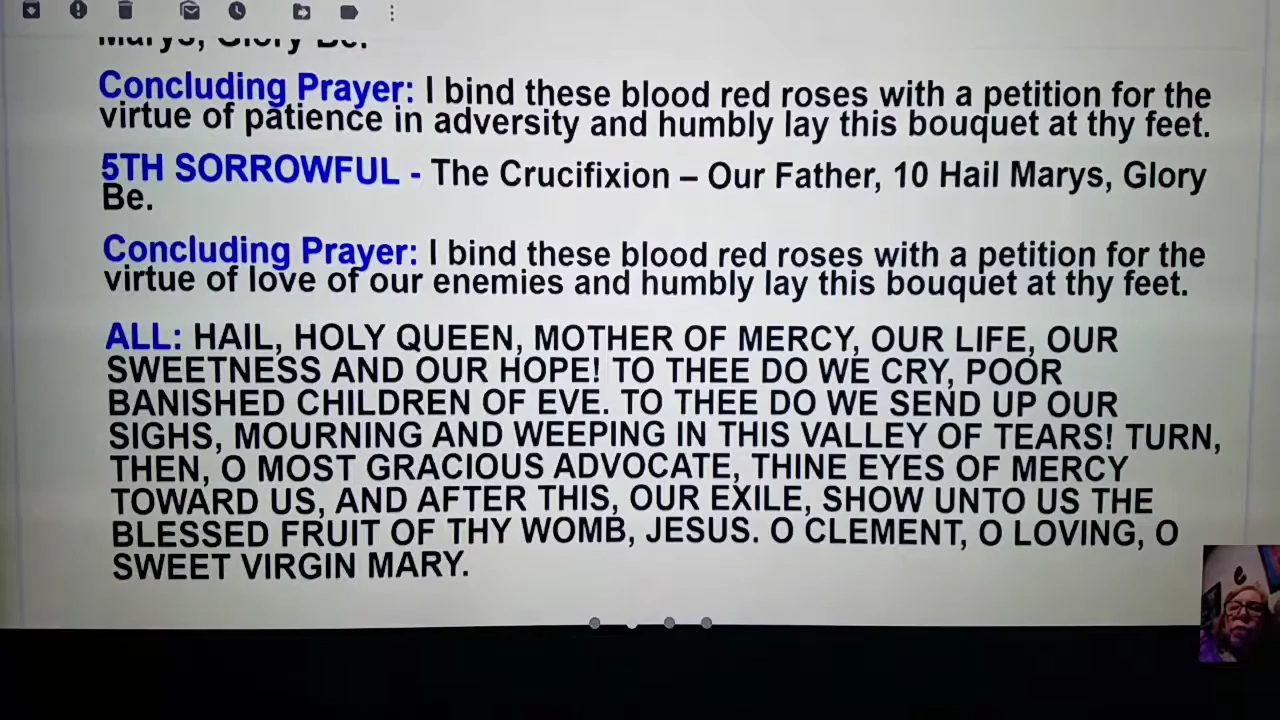 Marys, Glory Be.
Concluding Prayer: I bind these blood red roses with a petition for the
virtue of patience in adversity and humbly lay this bouquet at thy feet.
5TH SORROWFUL - The Crucifixion – Our Father, 10 Hail Marys, Glory
Be.
Concluding Prayer: I bind these blood red roses with a petition for the
virtue of love of our enemies and humbly lay this bouquet at thy feet.
ALL: HAIL, HOLY QUEEN, MOTHER OF MERCY, OUR LIFE, OUR
SWEETNESS AND OUR HOPE! TO THEE DO WE CRY, POOR
BANISHED CHILDREN OF EVE. TO THEE DO WE SEND UP OUR
SIGHS, MOURNING AND WEEPING IN THIS VALLEY OF TEARS! TURN,
THEN, O MOST GRACIOUS ADVOCATE, THINE EYES OF MERCY
TOWARD US, AND AFTER THIS, OUR EXILE, SHOW UNTO US THE
BLESSED FRUIT OF THY WOMB, JESUS. O CLEMENT, O LOVING, O
SWEET VIRGIN MARY.